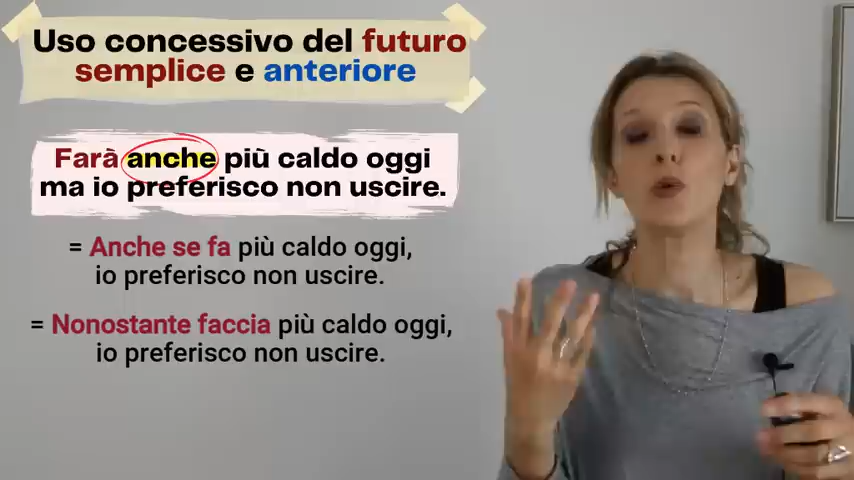 Uso concessivo del futuro
semplice e anteriore
Farà anche più caldo oggi
ma io preferisco non uscire.
= Anche se fa più caldo oggi,
io preferisco non uscire.
= Nonostante faccia più caldo oggi,
io preferisco non uscire.